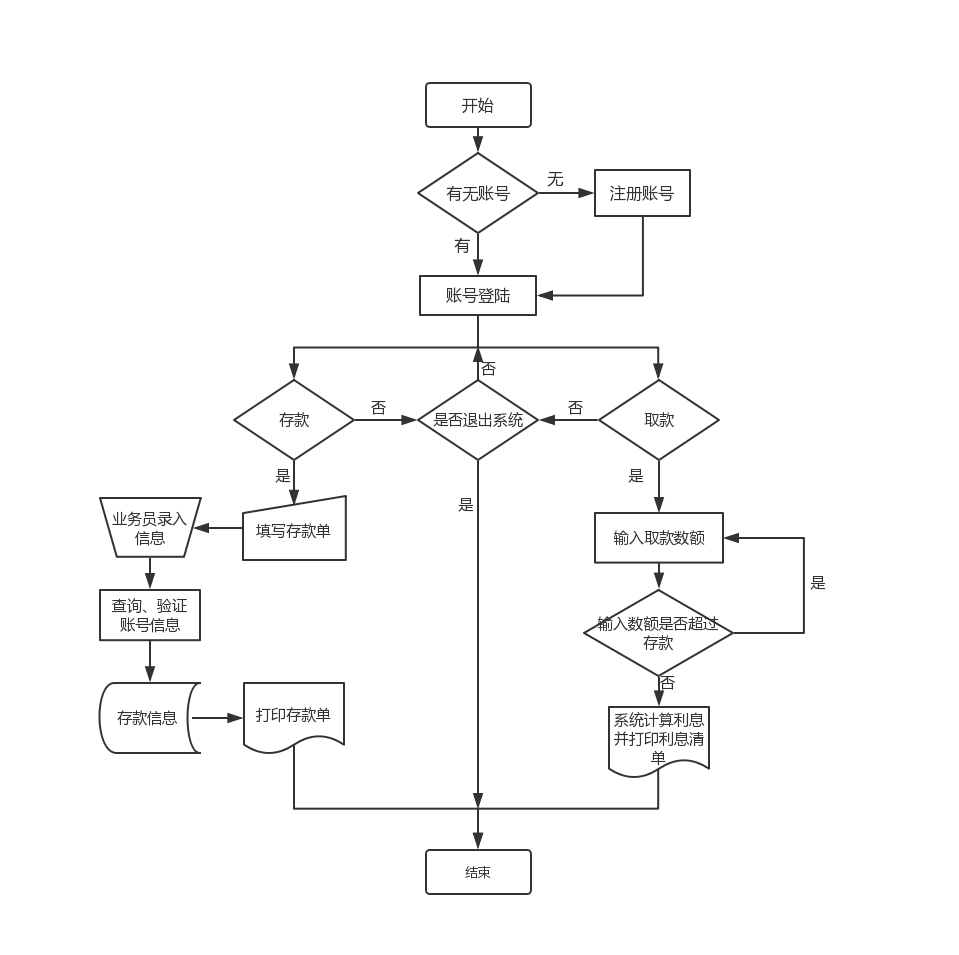 开始
有无账号
无
注册账号
有
账号登陆
否
存款
否
是否退出系统
否
取款
是
是
是
业务员录入
信息
填写存款单
输入取款数额
是
查询、验证
账号信息
输入数额是否超过
存款
否
存款信息
打印存款单
系统计算利息
并打印利息清
单
结束